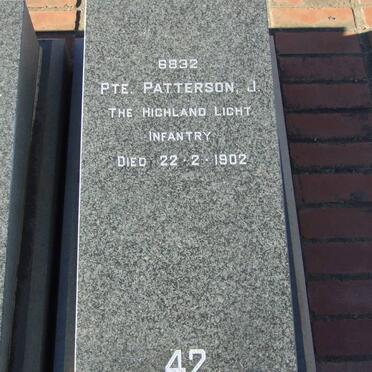 6832
PTE. PATTERSON, J.
THE HIGHLAND LIGHT
INFANTRY
DIED 22·2·1902
42